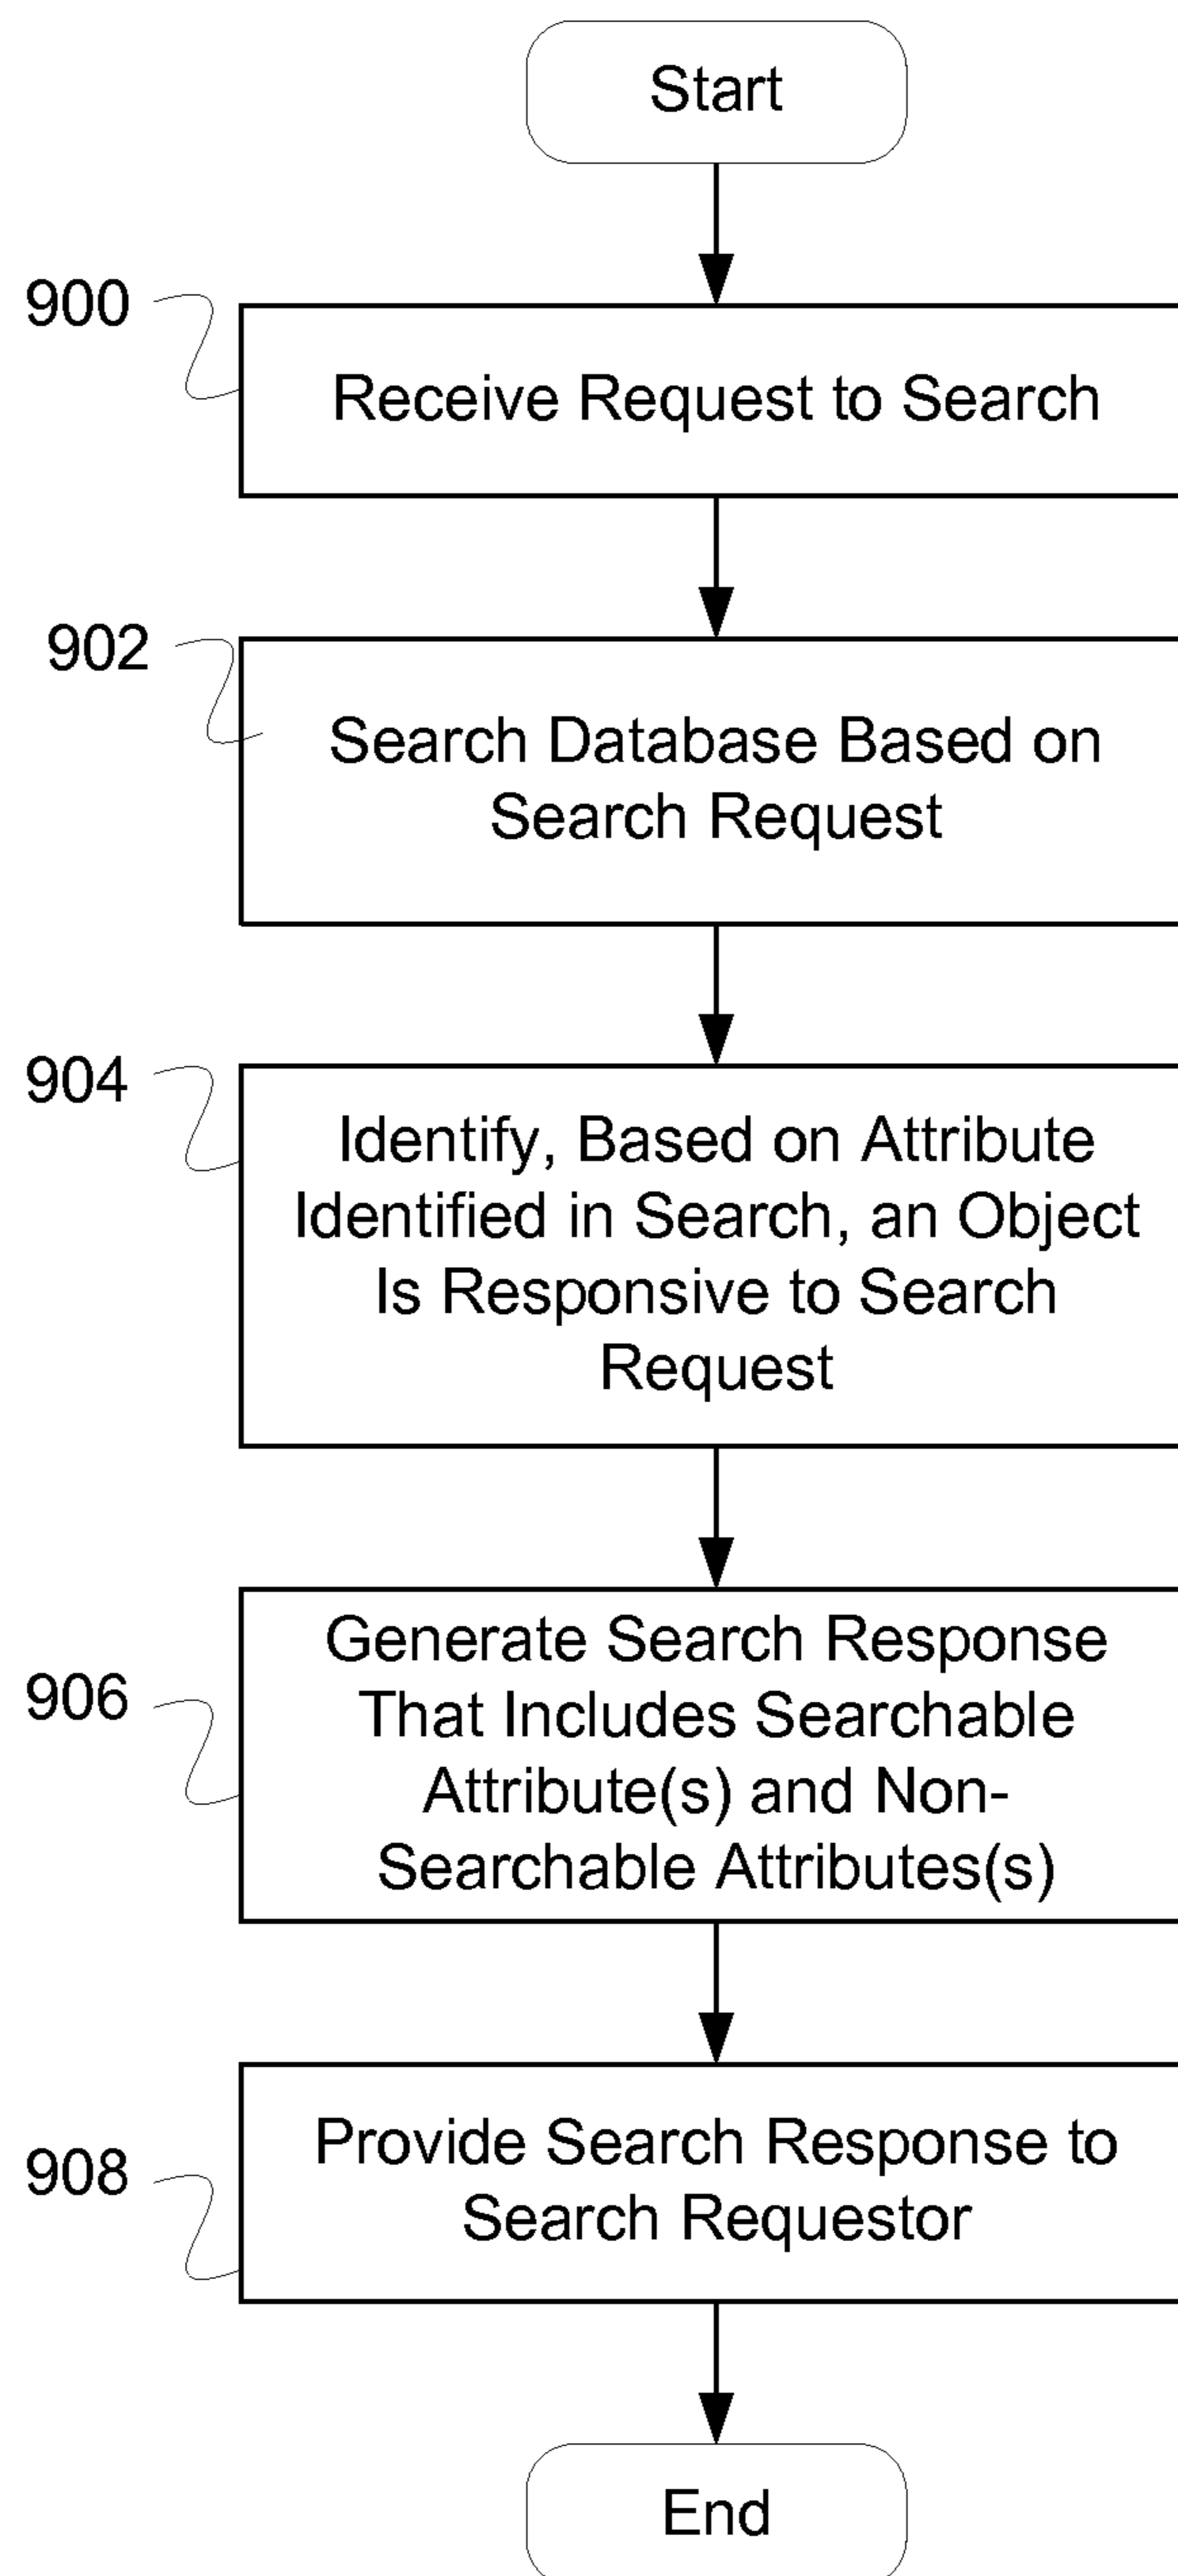 Start
900
Receive Request to Search
902
Search Database Based on
Search Request
904
Identify, Based on Attribute
Identified in Search, an Object
Is Responsive to Search
Request
906
Generate Search Response
That Includes Searchable
Attribute(s) and Non-
Searchable Attributes(s)
908
Provide Search Response to
Search Requestor
End